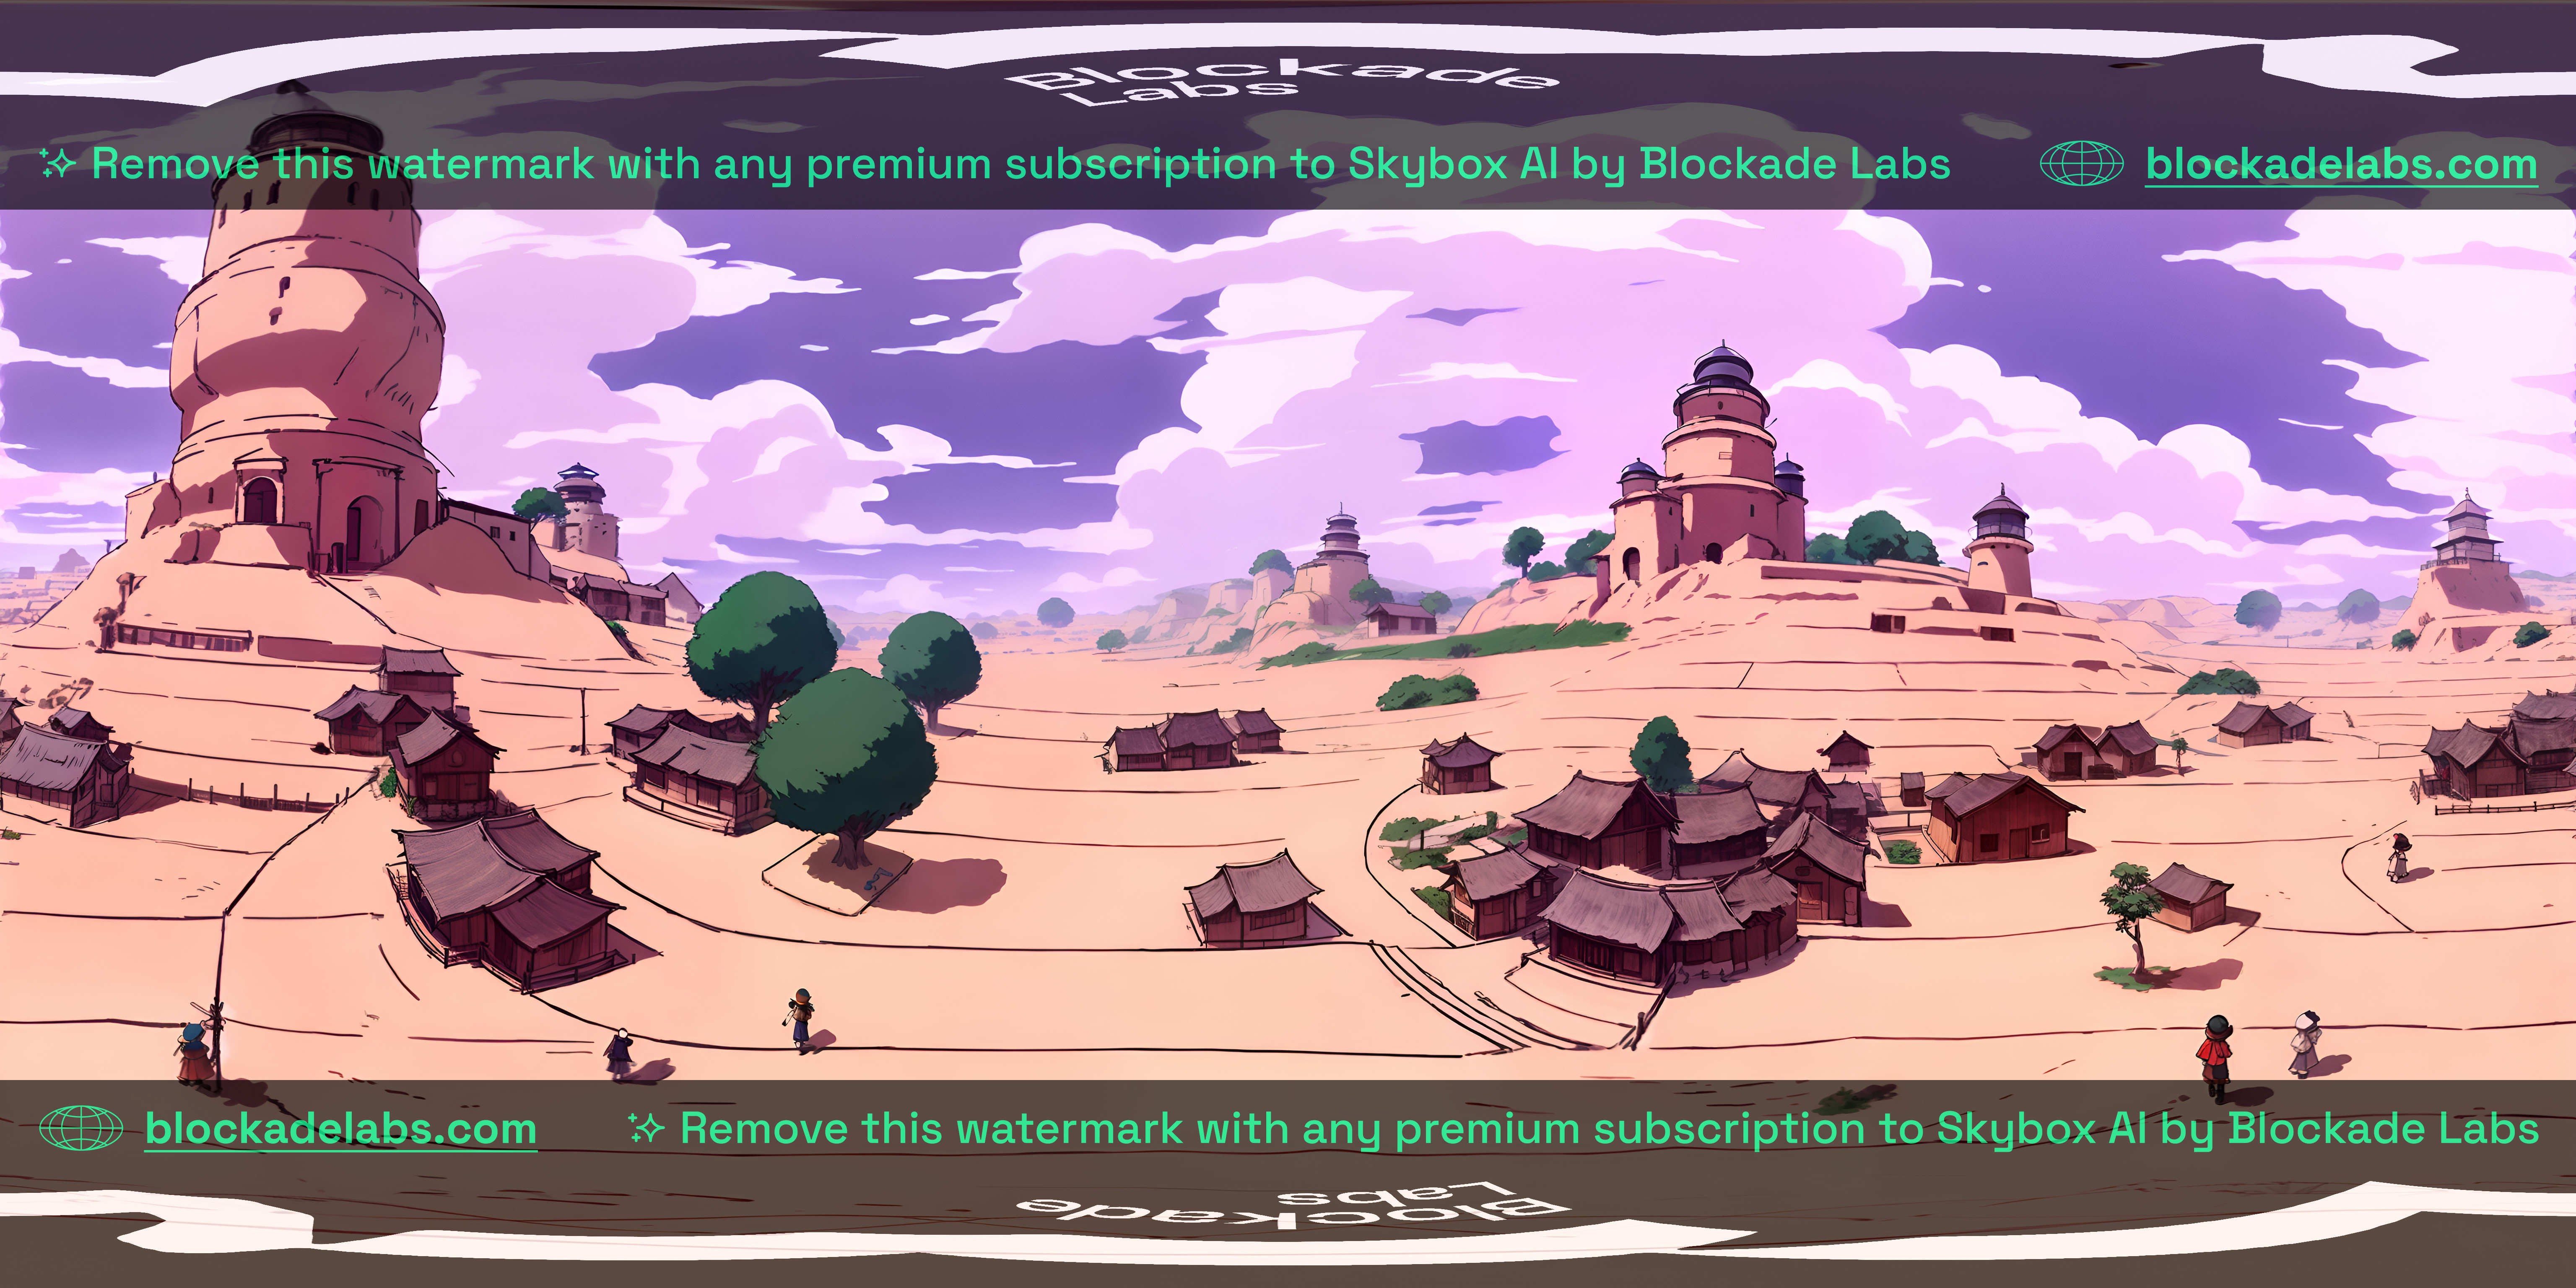 Blockade
Labs
Remove this watermark with any premium subscription to Skybox AI by Blockade Labs
blockadelabs.com
blockadelabs.com
Remove this watermark with any premium subscription to Skybox AI by Blockade Labs
Blockade
Labs